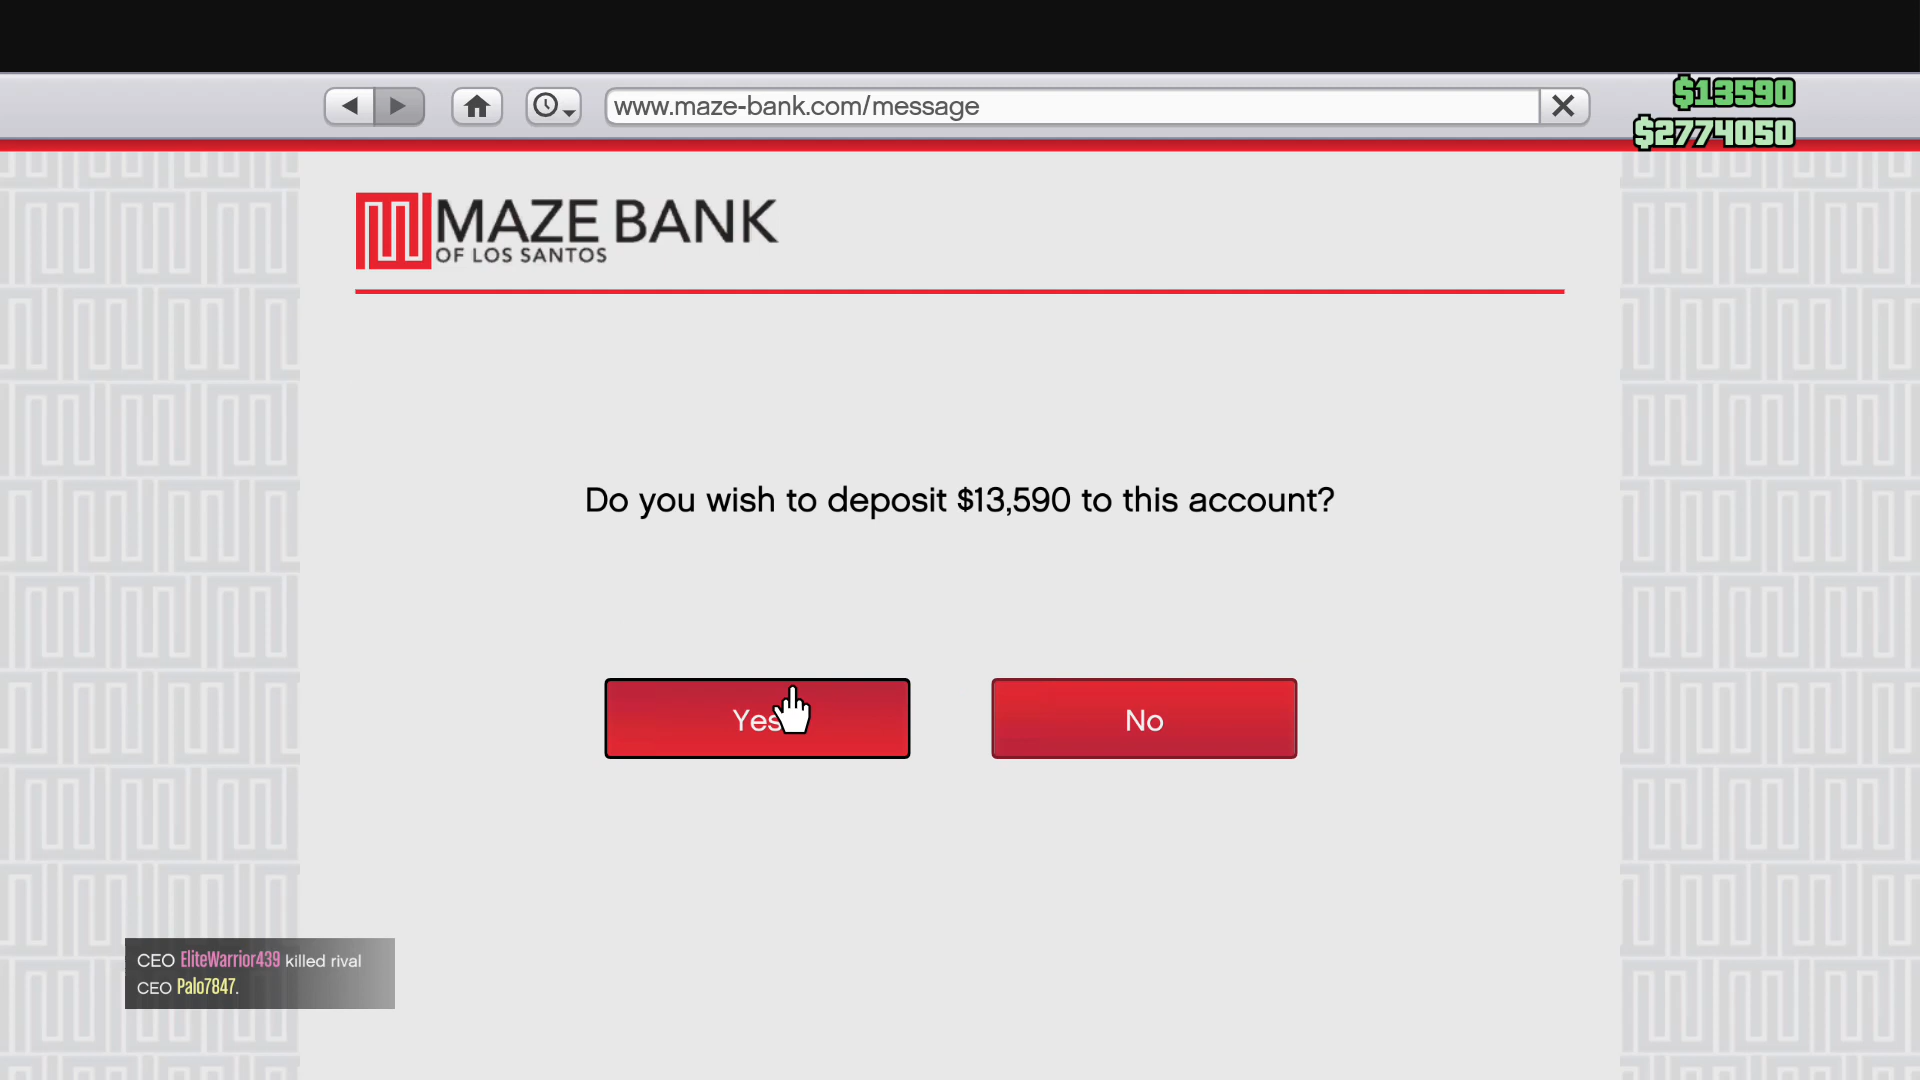 www.maze-bank.com/message
$13590
$2774050
MAZE BANK
OF LOS SANTOS
Do you wish to deposit $13,590 to this account?
Yes
No
CEO EliteWarrior439 killed rival
CEO Palo7847.